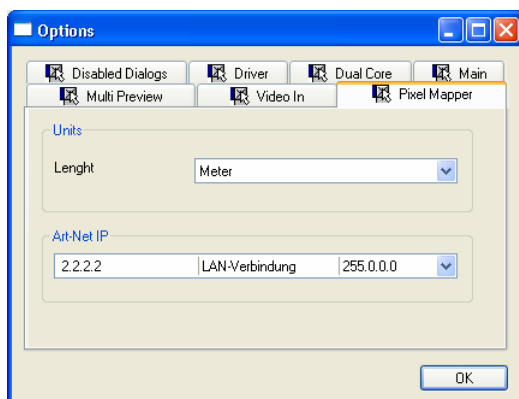 Options
Disabled Dialogs Driver Dual Core Main
Multi Preview Video In Pixel Mapper
Units
Lenght Meter
Art-Net IP
2.2.2.2 LAN-Verbindung 255.0.0.0
OK